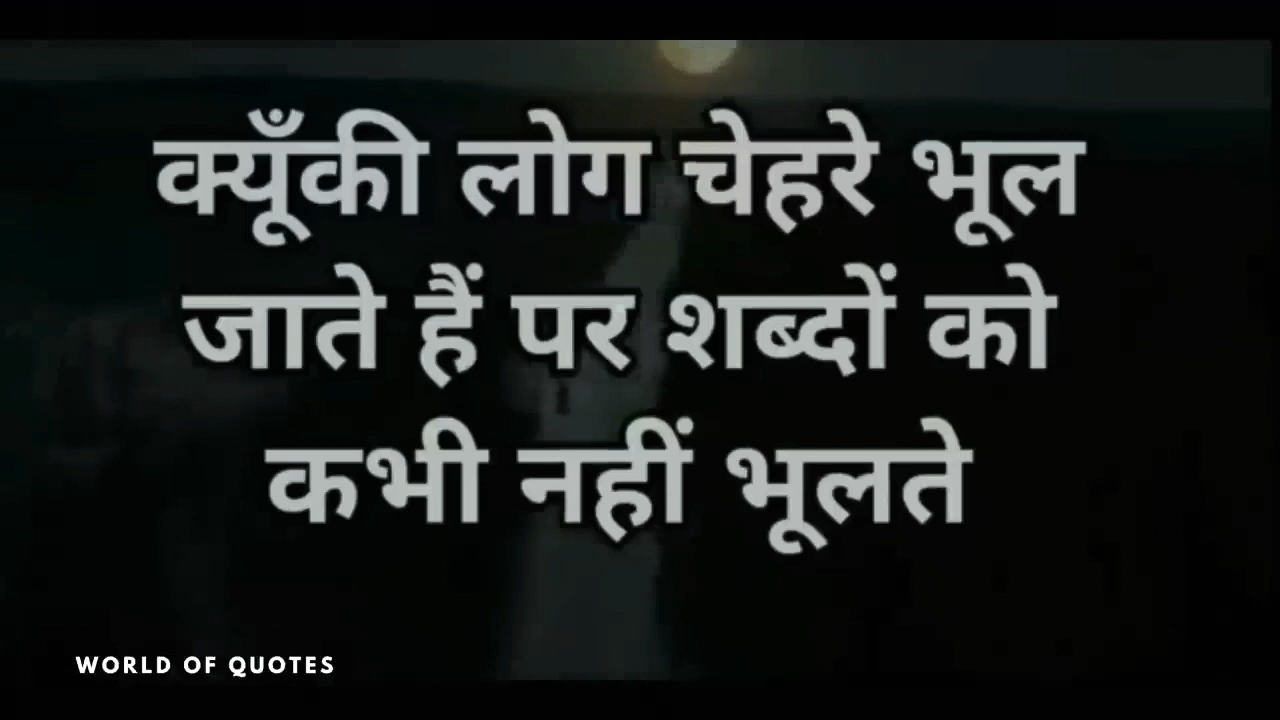 क्यूँकी लोग चेहरे भूल
जाते हैं पर शब्दों को
कभी नहीं भूलते
WORLD OF QUOTES